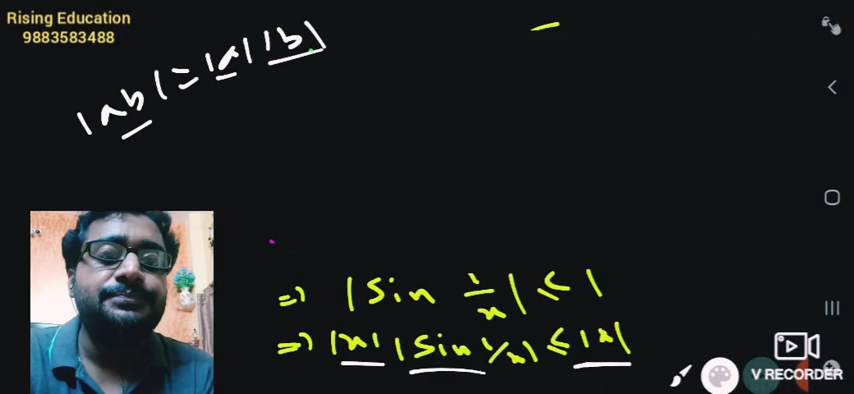 Rising Education
9883583488
|ab| = |a| |b|
⇒ |sin 1/x| ≤ 1
⇒ |x| |sin 1/x| ≤ |x|
V RECORDER